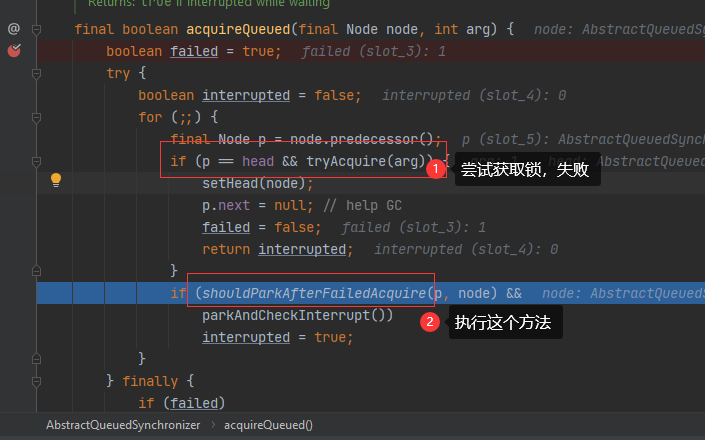 Returns: true if interrupted while waiting
@ final boolean acquireQueued(final Node node, int arg) { node: AbstractQueuedSy
boolean failed = true; failed (slot_3): 1
try {
boolean interrupted = false; interrupted (slot_4): 0
for (;;) {
final Node p = node.predecessor(); p (slot_5): AbstractQueuedSynchr
if (p == head && tryAcquire(arg)) { head: AbstractQueued
1 尝试获取锁，失败
setHead(node);
p.next = null; // help GC
failed = false; failed (slot_3): 1
return interrupted; interrupted (slot_4): 0
}
if (shouldParkAfterFailedAcquire(p, node) && node: AbstractQueuedS
parkAndCheckInterrupt())
2 执行这个方法
interrupted = true;
}
} finally {
if (failed)
AbstractQueuedSynchronizer › acquireQueued()